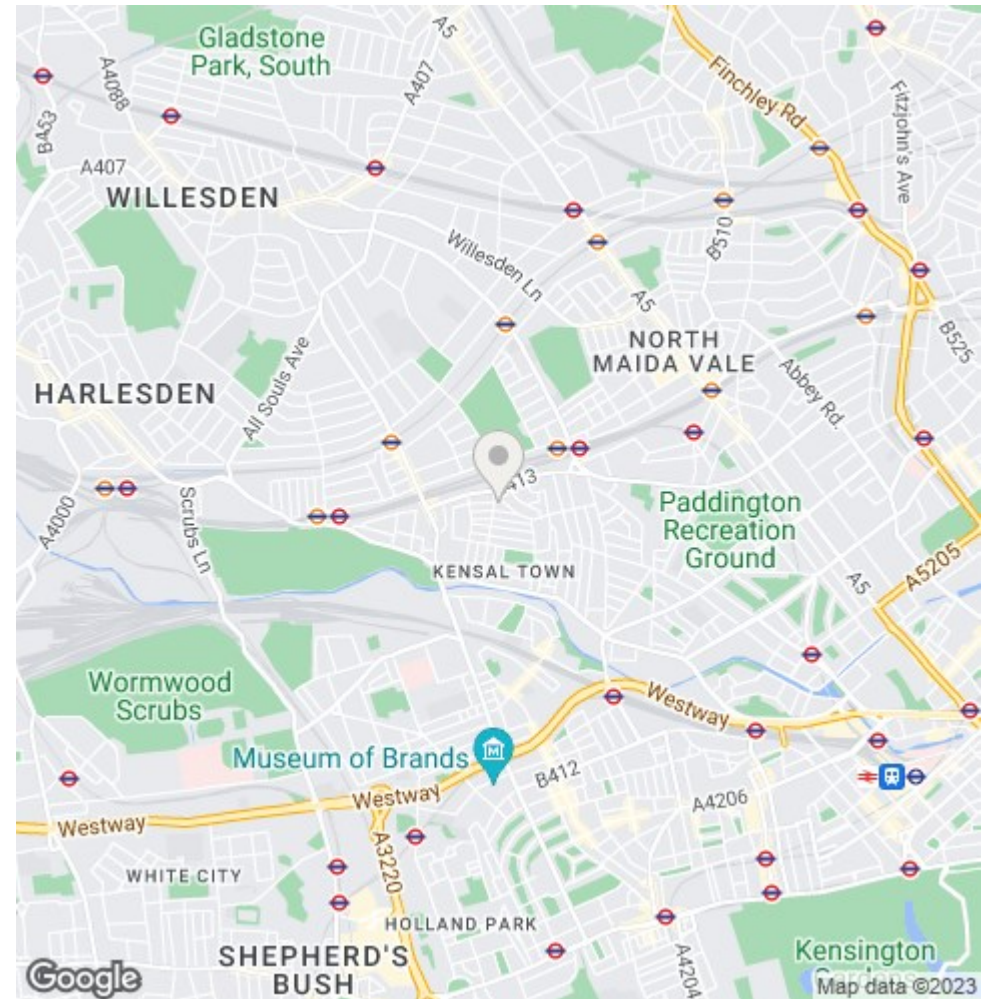 Gladstone
Park, South
A5
A4088
A407
Finchley Rd
Fitzjohn's Ave
B453
A407
WILLESDEN
B510
Willesden Ln
A5
NORTH
MAIDA VALE
B525
HARLESDEN
All Souls Ave
Abbey Rd.
413
A4000
Scrubs Ln
Paddington
Recreation
Ground
KENSAL TOWN
A5
A5205
Wormwood
Scrubs
Westway
Museum of Brands
M
B412
Westway
A4206
Westway
A3220
WHITE CITY
HOLLAND PARK
SHEPHERD'S
BUSH
A4204
Kensington
Google
Map data ©2023